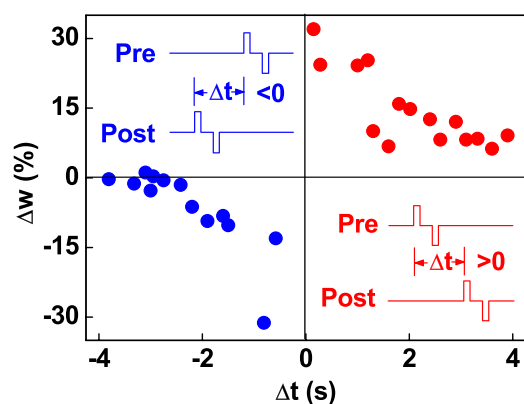 30
15
0
-15
-30
Δw (%)
Pre
Δt <0
Post
Pre
Δt >0
Post
-4 -2 0 2 4
Δt (s)